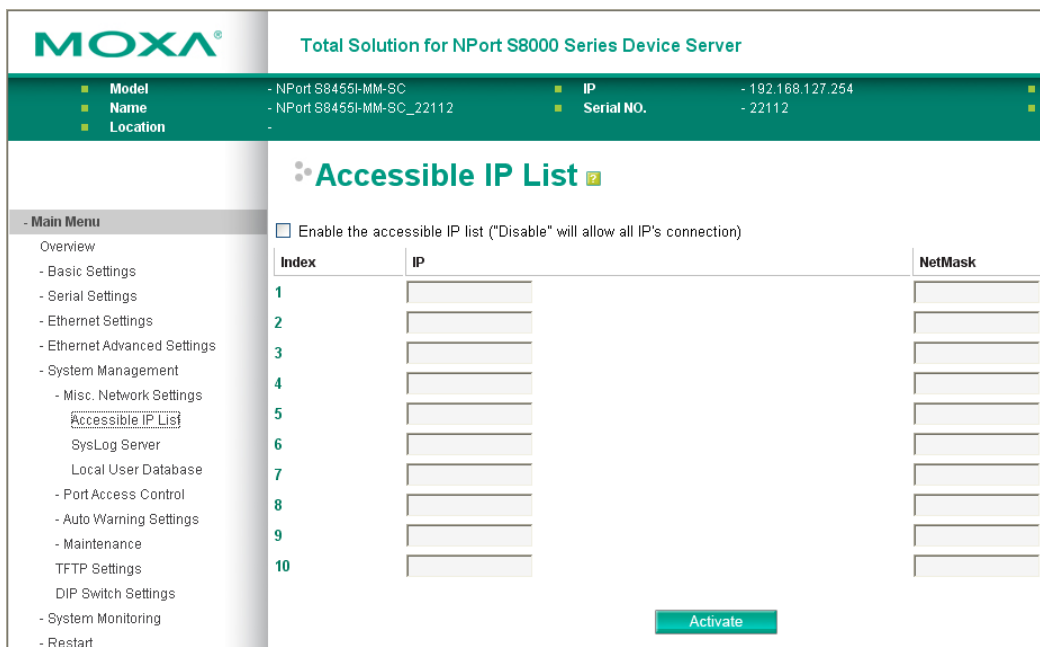 MOXA®
Total Solution for NPort S8000 Series Device Server
Model - NPort S8455I-MM-SC IP - 192.168.127.254
Name - NPort S8455I-MM-SC_22112 Serial NO. - 22112
Location -
Accessible IP List ?
- Main Menu
Overview
- Basic Settings
- Serial Settings
- Ethernet Settings
- Ethernet Advanced Settings
- System Management
- Misc. Network Settings
Accessible IP List
SysLog Server
Local User Database
- Port Access Control
- Auto Warning Settings
- Maintenance
TFTP Settings
DIP Switch Settings
- System Monitoring
- Restart
Enable the accessible IP list ("Disable" will allow all IP's connection)
Index IP NetMask
1
2
3
4
5
6
7
8
9
10
Activate